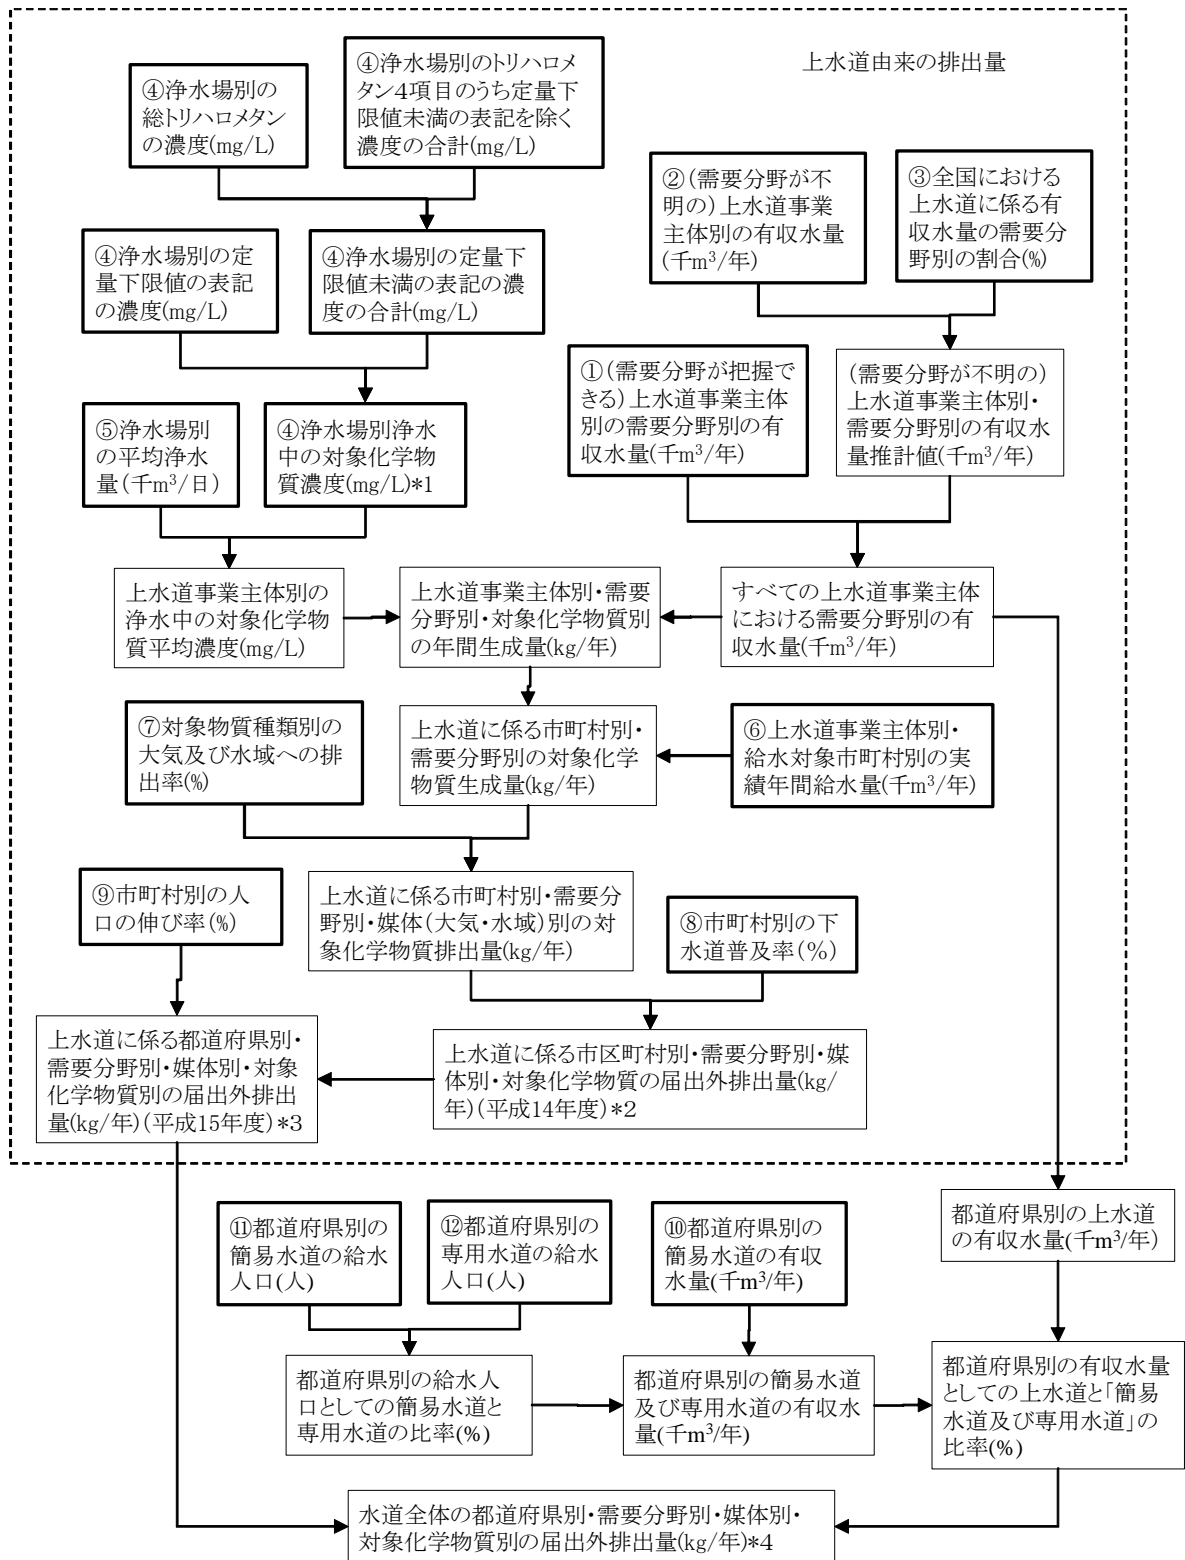 上水道由来の排出量
④浄水場別の
総トリハロメタン
の濃度(mg/L)
④浄水場別のトリハロメ
タン4項目のうち定量下
限値未満の表記を除く
濃度の合計(mg/L)
②(需要分野が不
明の)上水道事業
主体別の有収水量
(千m³/年)
③全国における
上水道に係る有
収水量の需要分
野別の割合(%)
④浄水場別の定
量下限値の表記
の濃度(mg/L)
④浄水場別の定量下
限値未満の表記の濃
度の合計(mg/L)
①(需要分野が把握で
きる)上水道事業主体
別の需要分野別の有
収水量(千m³/年)
(需要分野が不明の)
上水道事業主体別・
需要分野別の有収水
量推計値(千m³/年)
⑤浄水場別
の平均浄水
量(千m³/日)
④浄水場別浄水
中の対象化学物
質濃度(mg/L)*1
上水道事業主体別の
浄水中の対象化学物
質平均濃度(mg/L)
上水道事業主体別・需要
分野別・対象化学物質別
の年間生成量(kg/年)
すべての上水道事業主体
における需要分野別の有
収水量(千m³/年)
⑦対象物質種類別の
大気及び水域への排
出率(%)
上水道に係る市町村別・
需要分野別の対象化学
物質生成量(kg/年)
⑥上水道事業主体別・
給水対象市町村別の実
績年間給水量(千m³/年)
⑨市町村別の人
口の伸び率(%)
上水道に係る市町村別・需要分
野別・媒体(大気・水域)別の対
象化学物質排出量(kg/年)
⑧市町村別の下
水道普及率(％)
上水道に係る都道府県別・
需要分野別・媒体別・対象
化学物質別の届出外排出
量(kg/年)(平成15年度)*3
上水道に係る市区町村別・需要分野別・媒
体別・対象化学物質の届出外排出量(kg/
年)(平成14年度)*2
⑪都道府県別の
簡易水道の給水
人口(人)
⑫都道府県別の
専用水道の給水
人口(人)
⑩都道府県別の
簡易水道の有収
水量(千m³/年)
都道府県別の上水道
の有収水量(千m³/年)
都道府県別の給水人
口としての簡易水道と
専用水道の比率(%)
都道府県別の簡易水道
及び専用水道の有収水
量(千m³/年)
都道府県別の有収水量
としての上水道と「簡易
水道及び専用水道」の
比率(%)
水道全体の都道府県別・需要分野別・媒体別・
対象化学物質別の届出外排出量(kg/年)*4